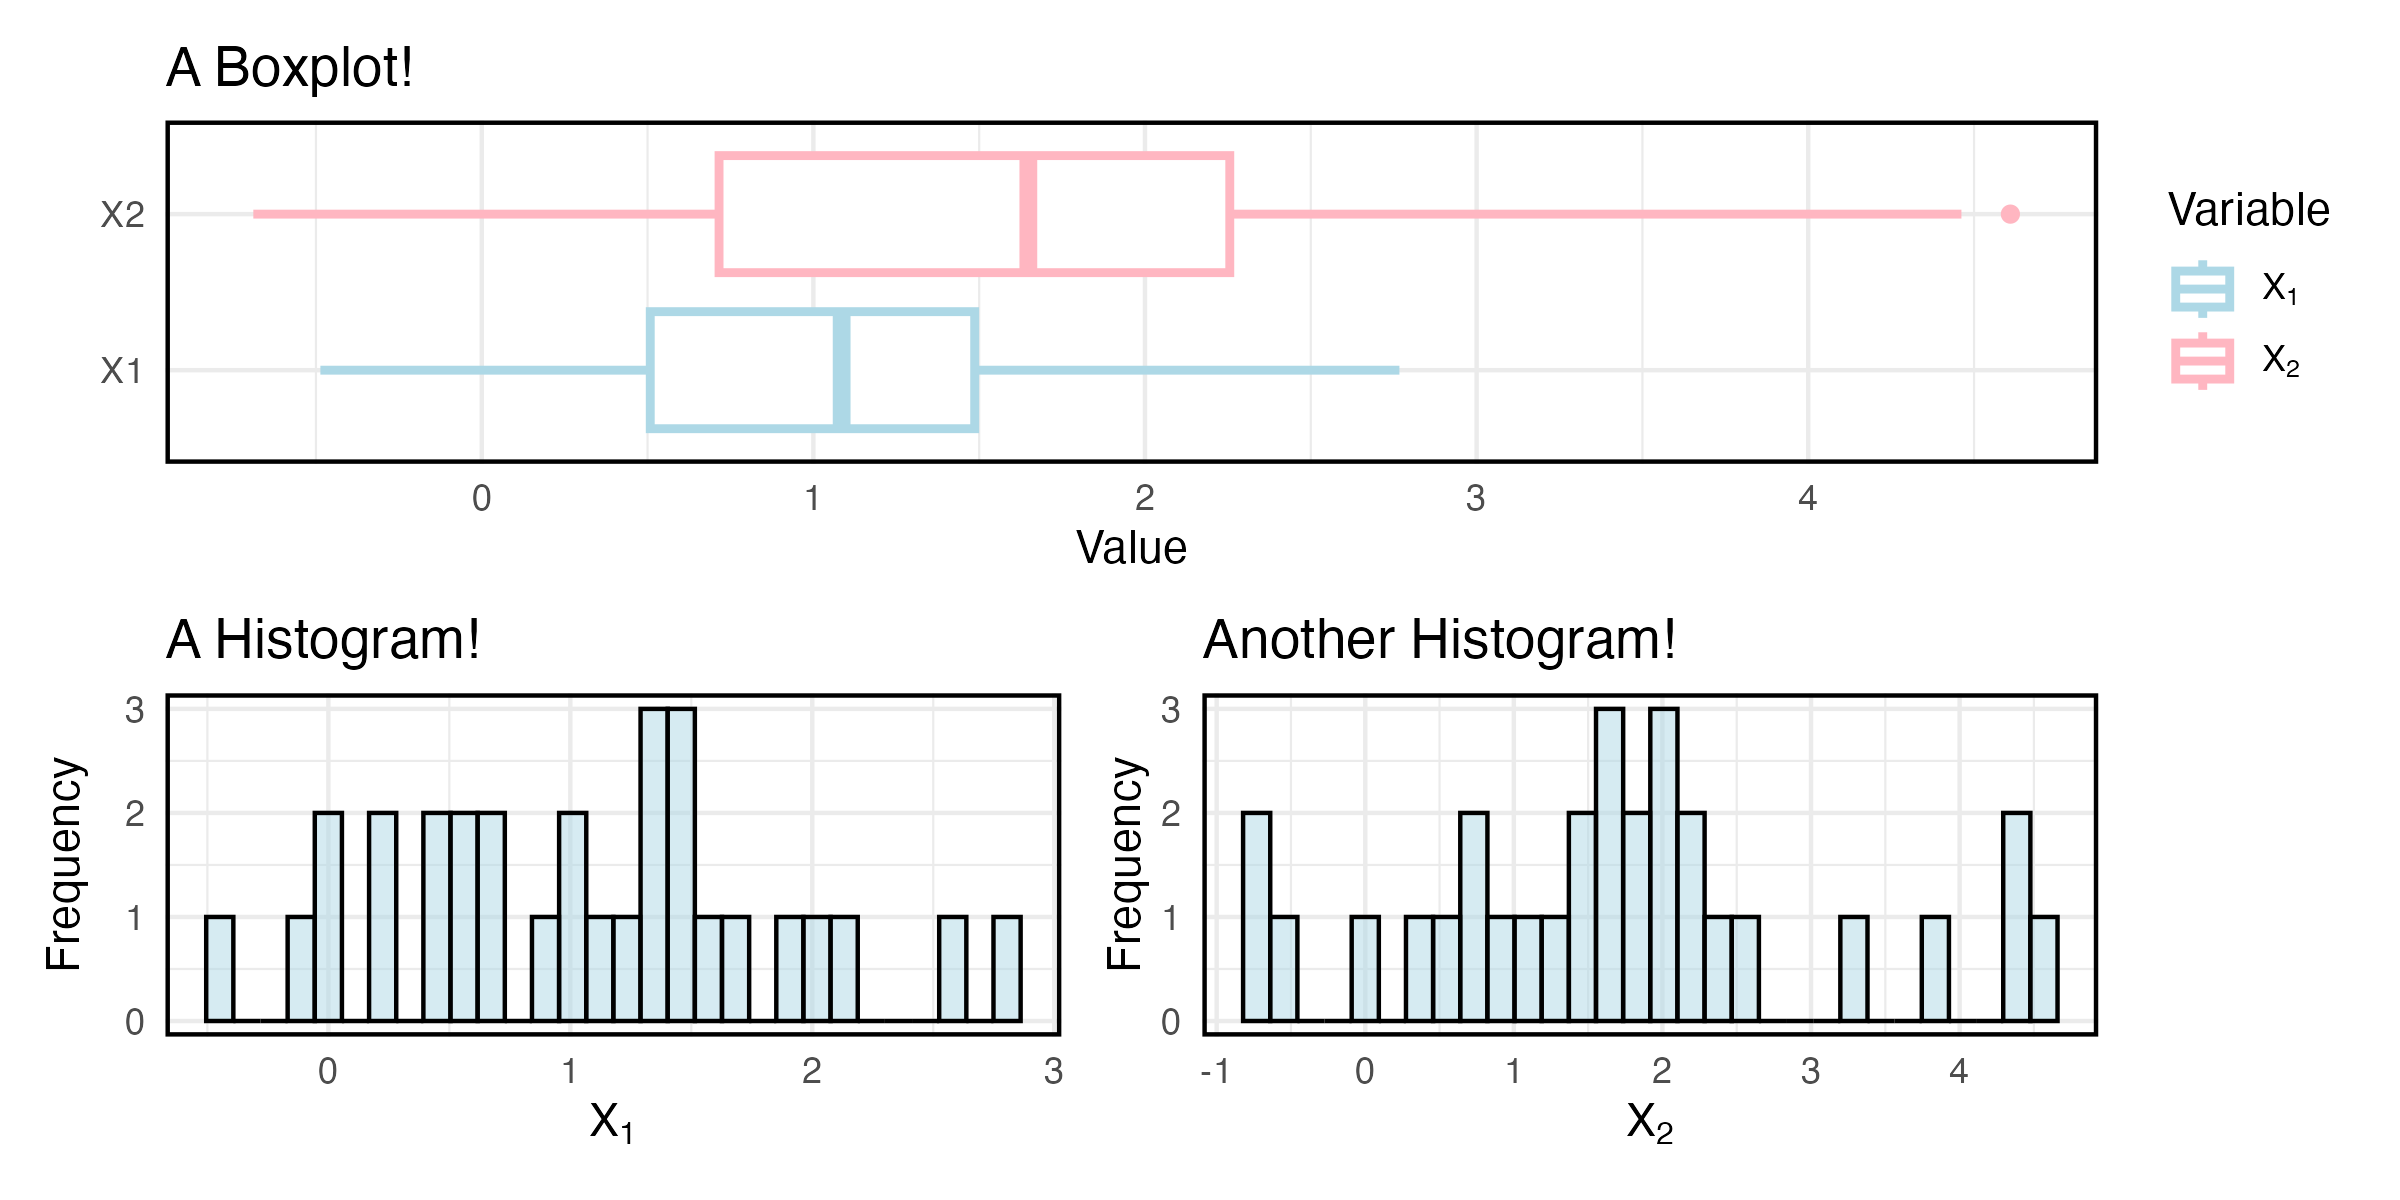 A Boxplot!
X2
X1
0 1 2 3 4
Value
Variable
X₁
X₂
A Histogram!
Frequency
3
2
1
0
0 1 2 3
X₁
Another Histogram!
Frequency
3
2
1
0
-1 0 1 2 3 4
X₂